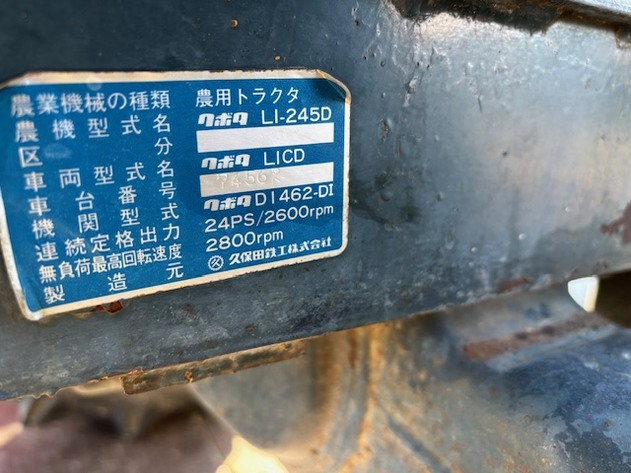 農業機械の種類 農用トラクタ
農機型式名 クボタ L1-245D
区分
車両型式名 クボタ L1CD
車台番号
機関型式 クボタ D1462-DI
連続定格出力 24PS/2600rpm
無負荷最高回転速度 2800rpm
製造元 久保田鉄工株式会社